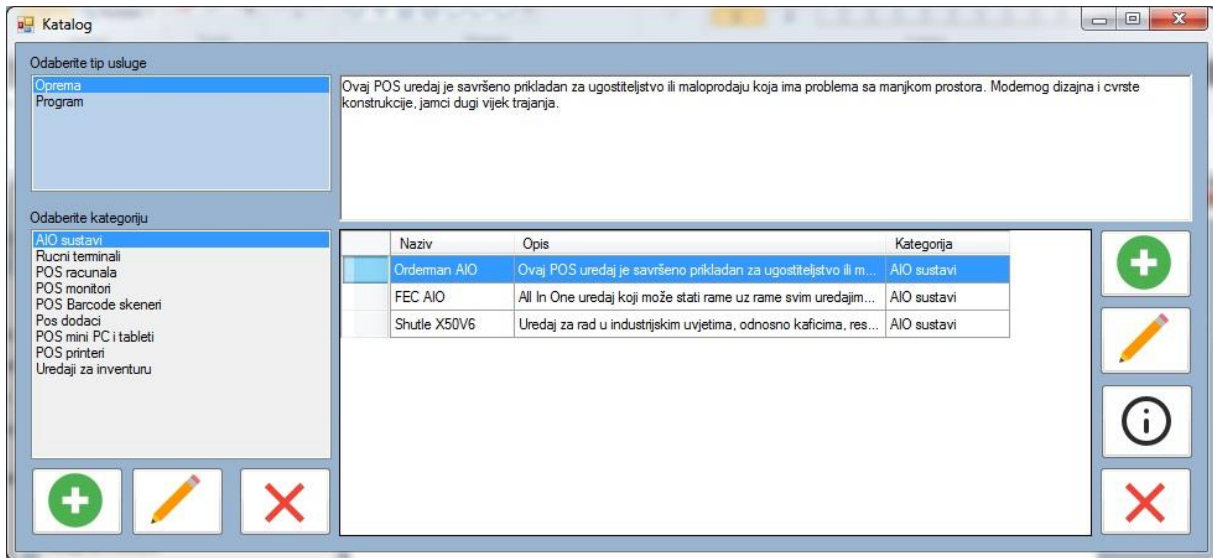 Katalog
Odaberite tip usluge
Oprema
Program
Ovaj POS uredaj je savršeno prikladan za ugostiteljstvo ili maloprodaju koja ima problema sa manjkom prostora. Modernog dizajna i cvrste
konstrukcije, jamci dugi vijek trajanja.
Odaberite kategoriju
AIO sustavi
Rucni terminali
POS racunala
POS monitori
POS Barcode skeneri
Pos dodaci
POS mini PC i tableti
POS printeri
Uredaji za inventuru
Naziv Opis Kategorija
Orderman AIO Ovaj POS uredaj je savršeno prikladan za ugostiteljstvo ili m... AIO sustavi
FEC AIO All In One uredaj koji može stati rame uz rame svim uredajim... AIO sustavi
Shutle X50V6 Uredaj za rad u industrijskim uvjetima, odnosno kaficima, res... AIO sustavi